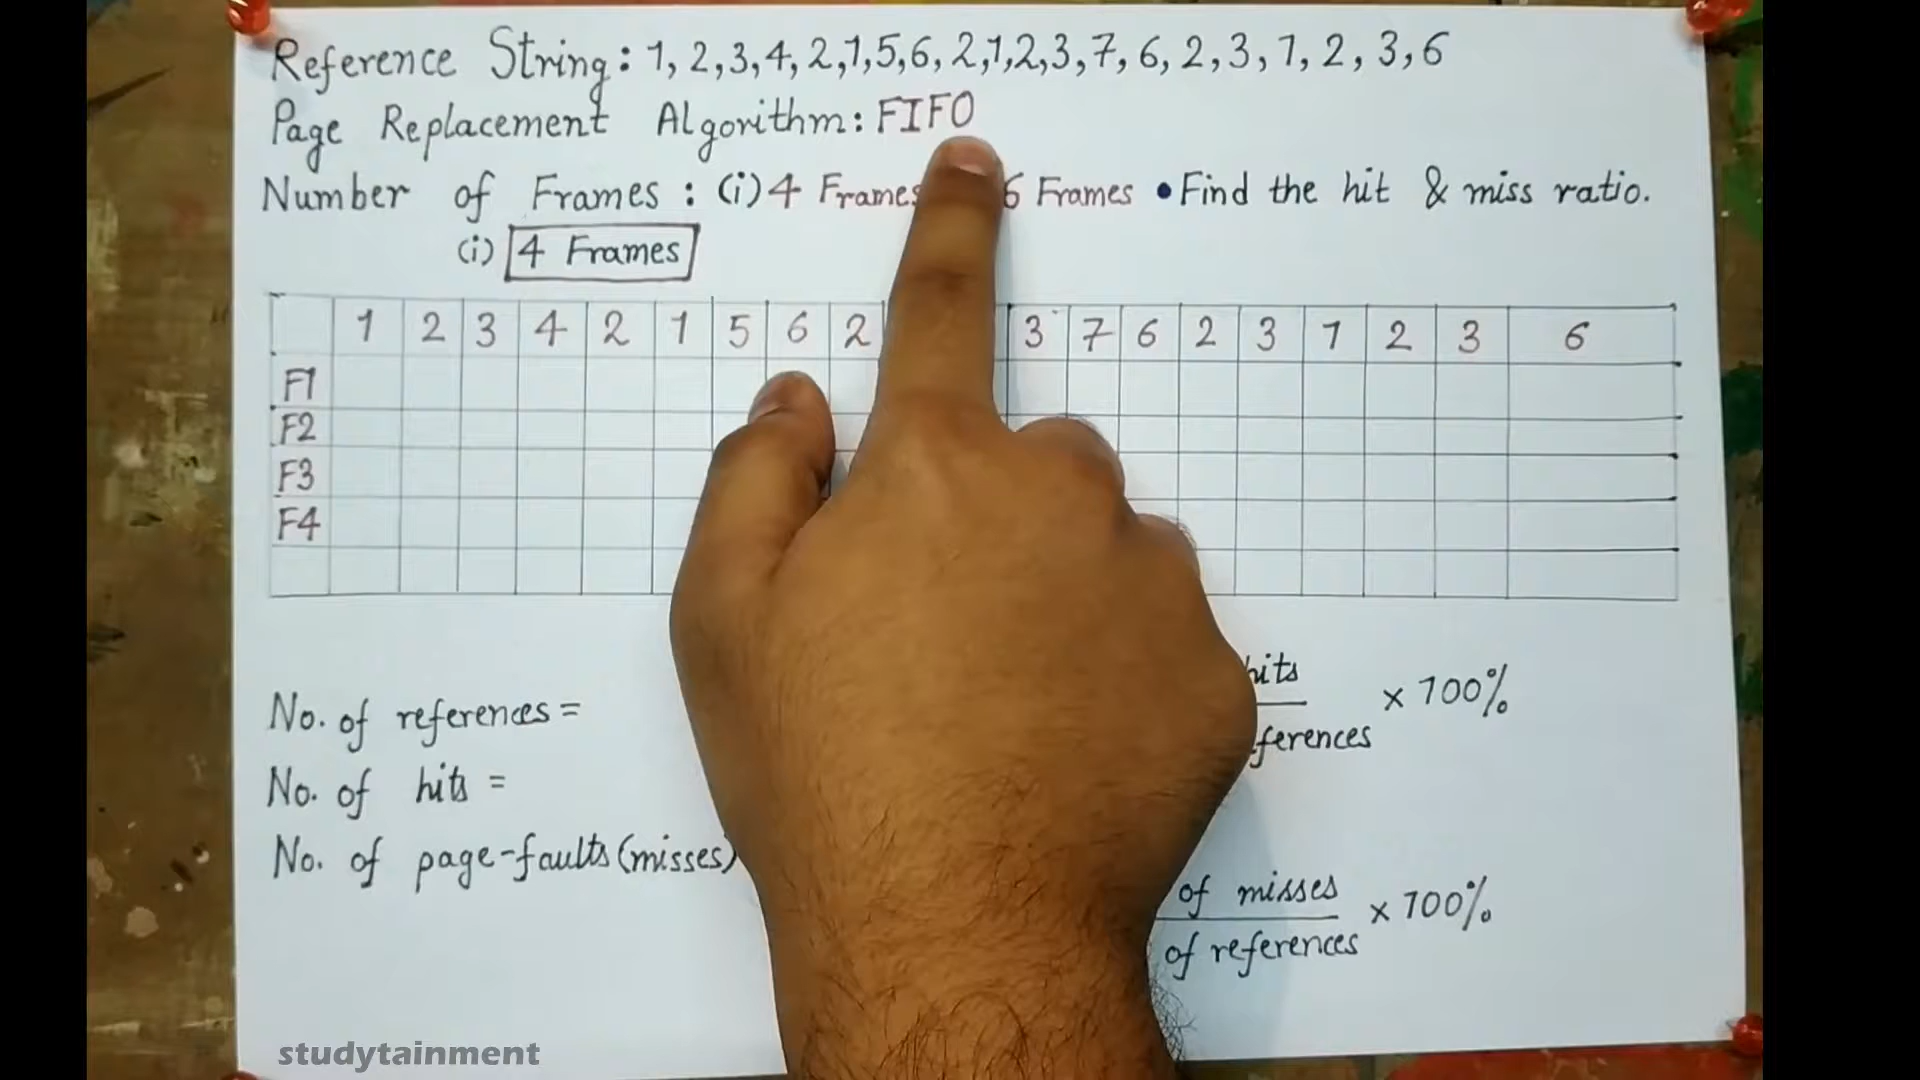 Reference String: 1, 2, 3, 4, 2, 1, 5, 6, 2, 1, 2, 3, 7, 6, 2, 3, 1, 2, 3, 6
Page Replacement Algorithm: FIFO
Number of Frames : (i) 4 Frames 6 Frames • Find the hit & miss ratio.
(i) 4 Frames
1 2 3 4 2 1 5 6 2 3 7 6 2 3 1 2 3 6
F1
F2
F3
F4
hits
No. of references = × 100%
No. of hits =
No. of page-faults (misses)
of misses
× 100%
of references
studytainment